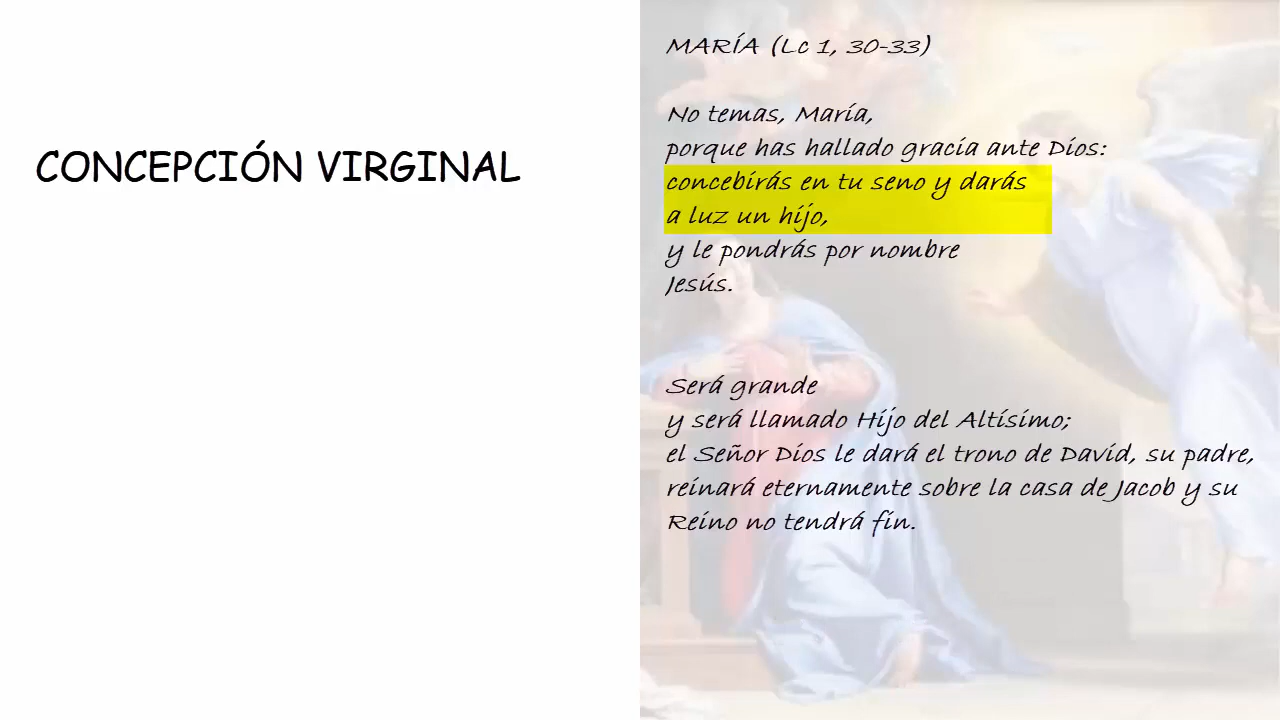 CONCEPCIÓN VIRGINAL
MARÍA (Lc 1, 30-33)
No temas, María,
porque has hallado gracia ante Dios:
concebirás en tu seno y darás
a luz un hijo,
y le pondrás por nombre
Jesús.
Será grande
y será llamado Hijo del Altísimo;
el Señor Dios le dará el trono de David, su padre,
reinará eternamente sobre la casa de Jacob y su
Reino no tendrá fin.